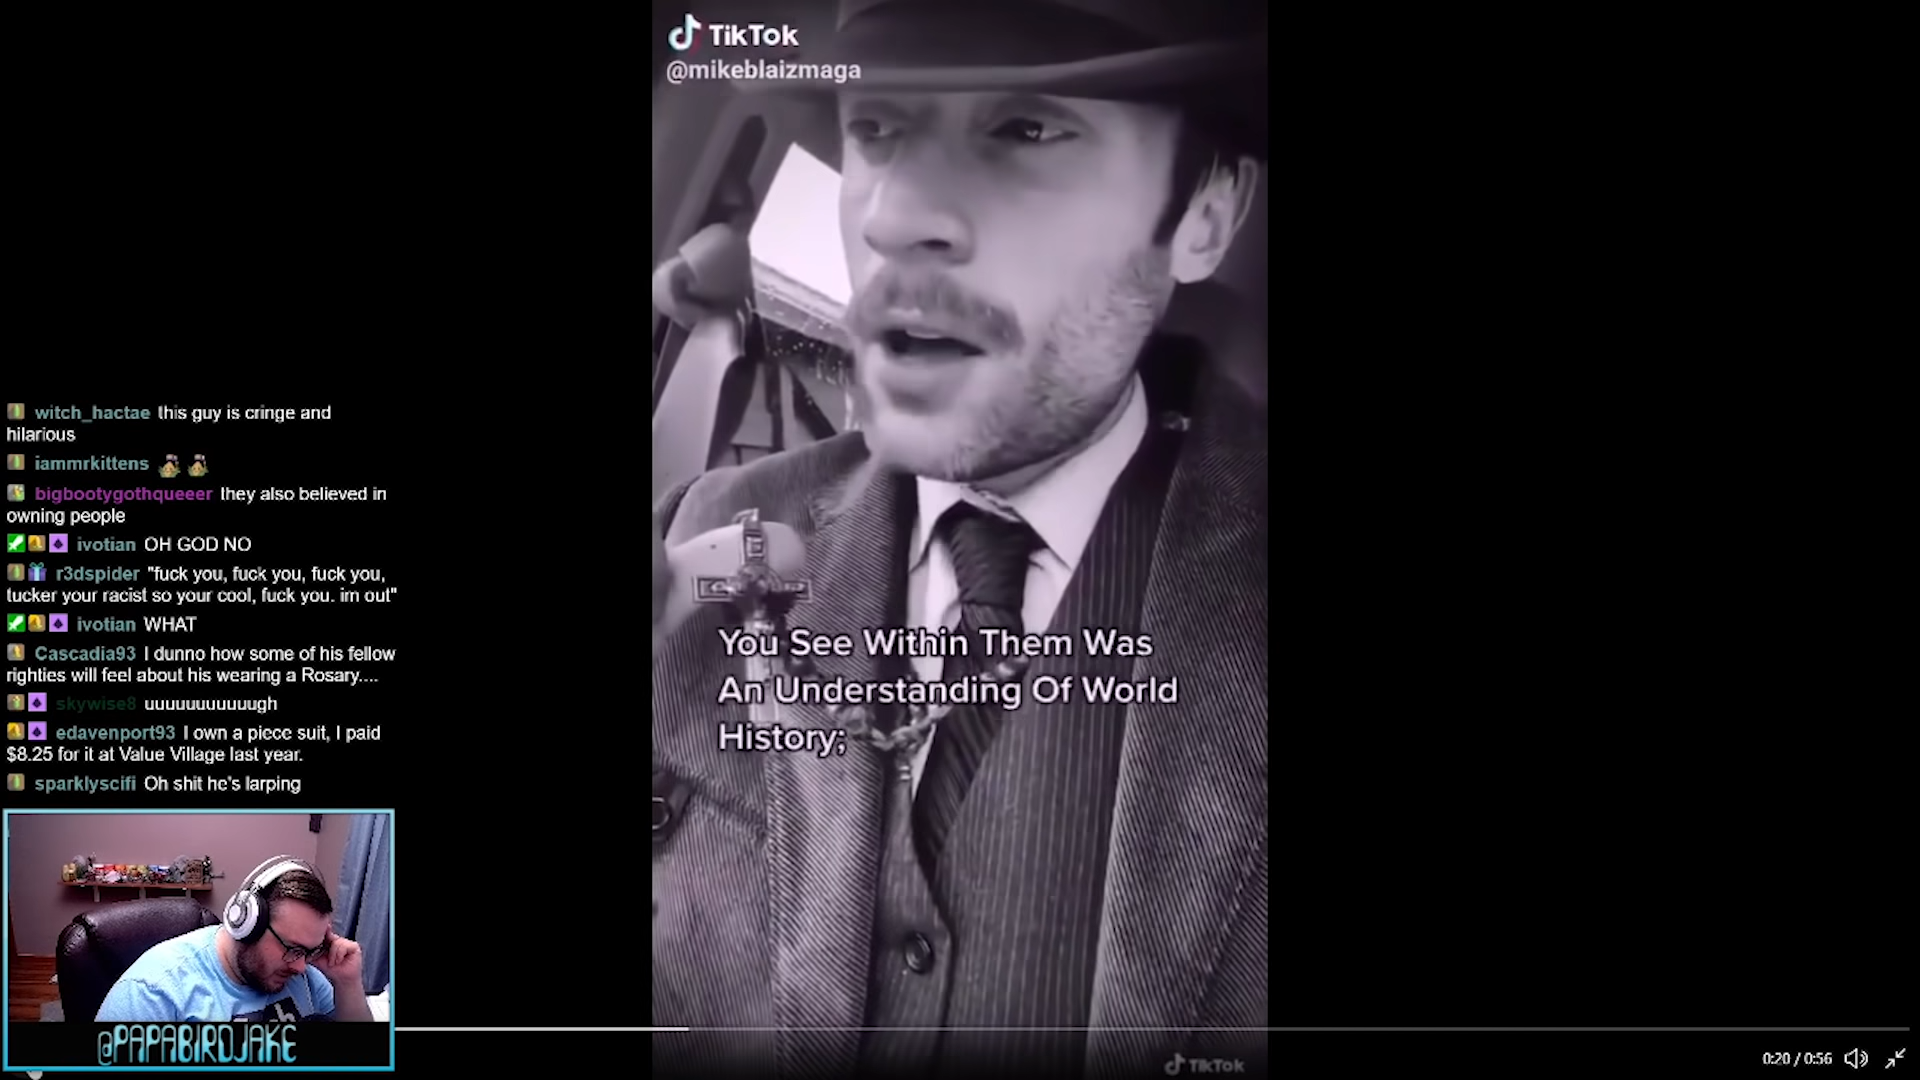 TikTok
@mikeblaizmaga
witch_hactae this guy is cringe and
hilarious
iammrkittens
bigbootygothqueeer they also believed in
owning people
ivotian OH GOD NO
r3dspider "fuck you, fuck you, fuck you,
tucker your racist so your cool, fuck you. im out"
ivotian WHAT
Cascadia93 I dunno how some of his fellow
righties will feel about his wearing a Rosary....
skywise8 uuuuuuuuuuugh
edavenport93 I own a piece suit, I paid
$8.25 for it at Value Village last year.
sparklyscifi Oh shit he's larping
You See Within Them Was
An Understanding Of World
History;
@PAPABIRDJAKE
TikTok
0:20 / 0:56